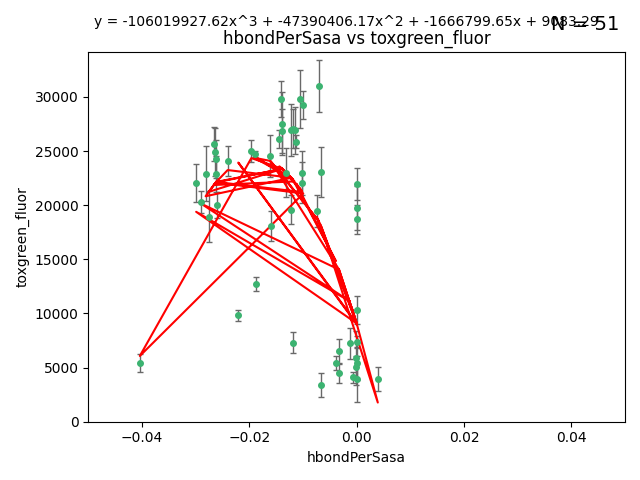 y = -106019927.62x^3 + -47390406.17x^2 + -1666799.65x + 9083.29
N = 51
hbondPerSasa vs toxgreen_fluor
30000
25000
20000
15000
10000
5000
0
toxgreen_fluor
−0.04
−0.02
0.00
0.02
0.04
hbondPerSasa